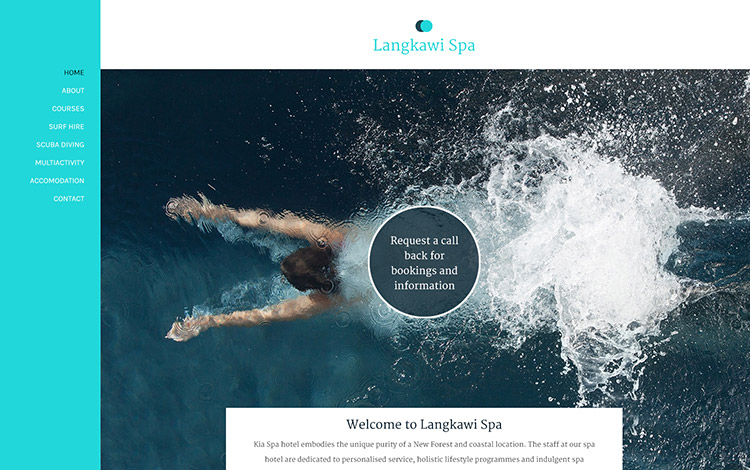 Langkawi Spa
HOME
ABOUT
COURSES
SURF HIRE
SCUBA DIVING
MULTIACTIVITY
ACCOMODATION
CONTACT
Request a call
back for
bookings and
information
Welcome to Langkawi Spa
Kia Spa hotel embodies the unique purity of a New Forest and coastal location. The staff at our spa
hotel are dedicated to personalised service, holistic lifestyle programmes and indulgent spa